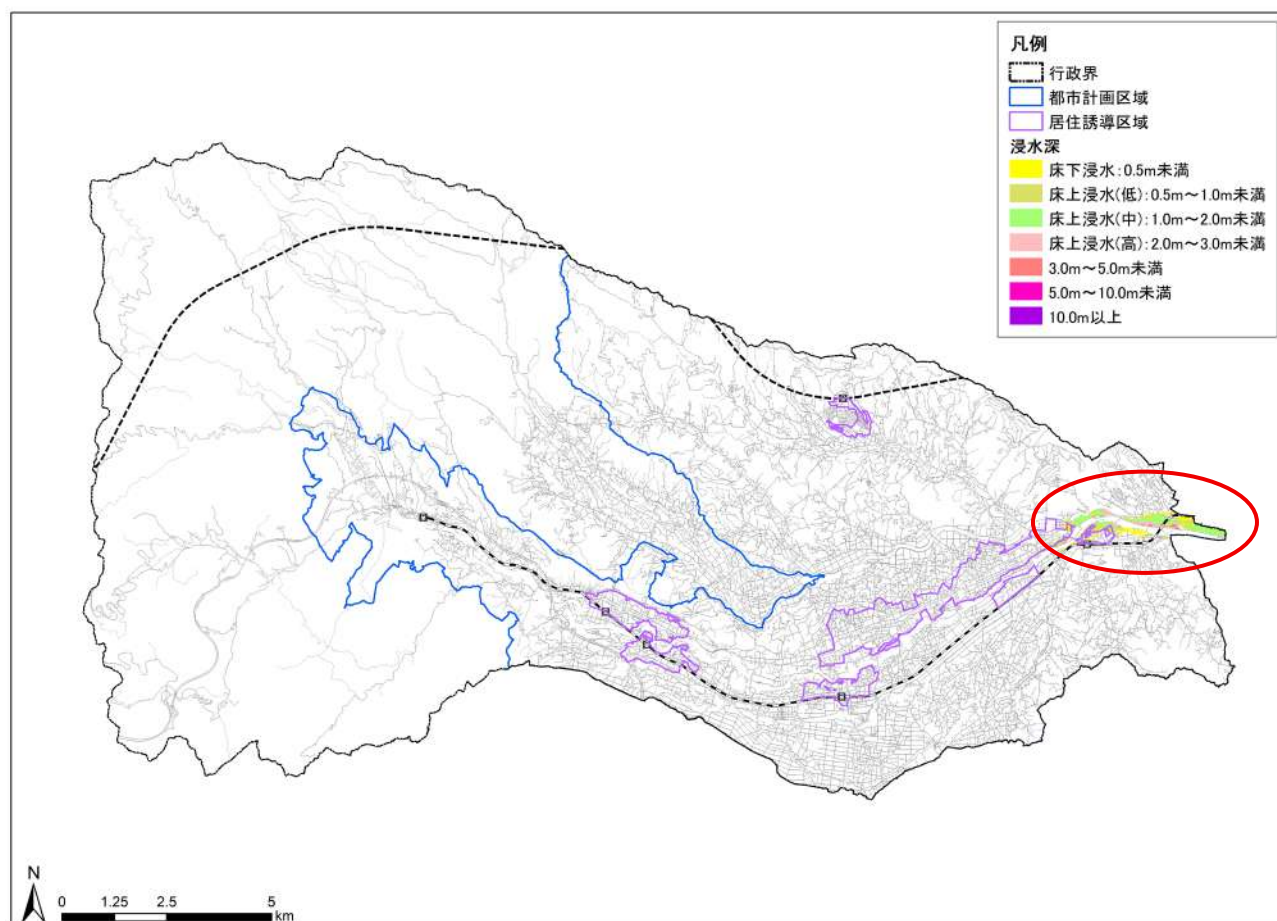 凡例
行政界
都市計画区域
居住誘導区域
浸水深
床下浸水:0.5m未満
床上浸水(低):0.5m～1.0m未満
床上浸水(中):1.0m～2.0m未満
床上浸水(高):2.0m～3.0m未満
3.0m～5.0m未満
5.0m～10.0m未満
10.0m以上
N
0 1.25 2.5 5
km